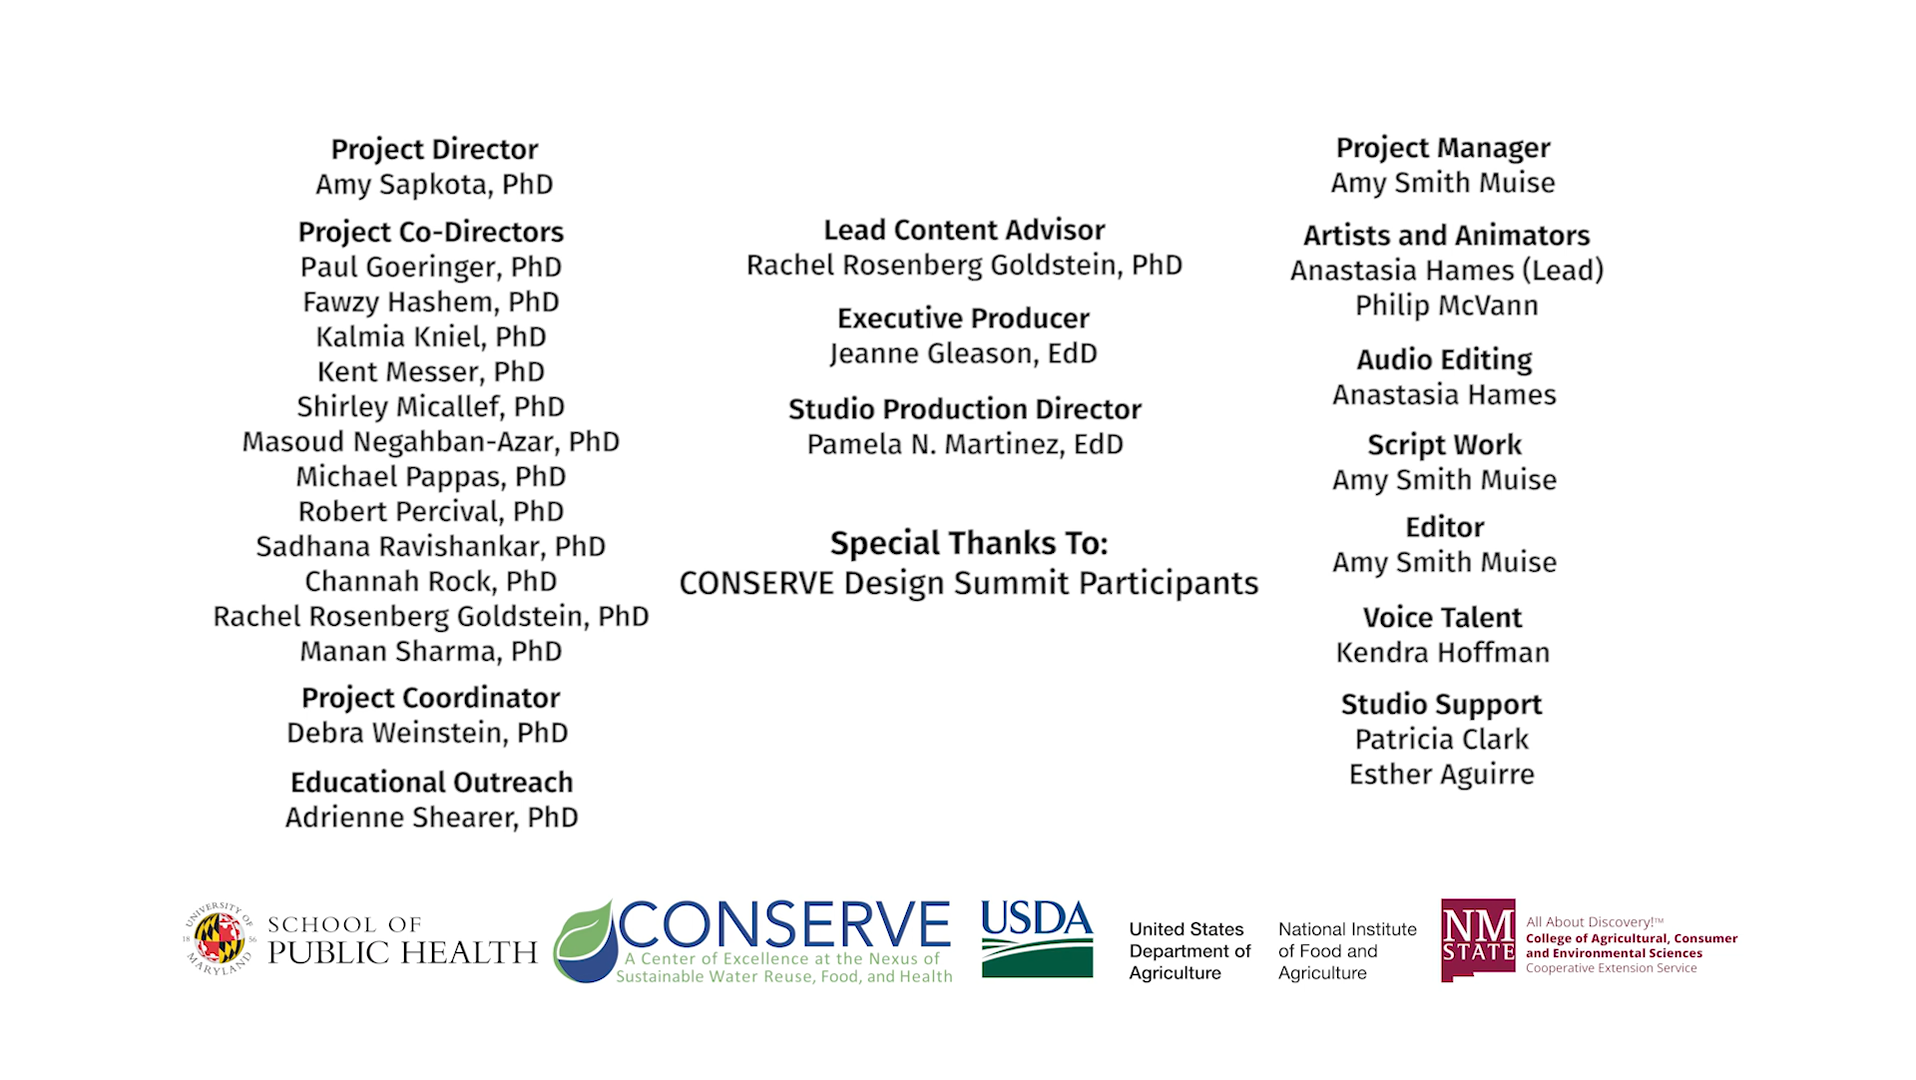 Project Director
Amy Sapkota, PhD
Project Co-Directors
Paul Goeringer, PhD
Fawzy Hashem, PhD
Kalmia Kniel, PhD
Kent Messer, PhD
Shirley Micallef, PhD
Masoud Negahban-Azar, PhD
Michael Pappas, PhD
Robert Percival, PhD
Sadhana Ravishankar, PhD
Channah Rock, PhD
Rachel Rosenberg Goldstein, PhD
Manan Sharma, PhD
Project Coordinator
Debra Weinstein, PhD
Educational Outreach
Adrienne Shearer, PhD
Lead Content Advisor
Rachel Rosenberg Goldstein, PhD
Executive Producer
Jeanne Gleason, EdD
Studio Production Director
Pamela N. Martinez, EdD
Special Thanks To:
CONSERVE Design Summit Participants
Project Manager
Amy Smith Muise
Artists and Animators
Anastasia Hames (Lead)
Philip McVann
Audio Editing
Anastasia Hames
Script Work
Amy Smith Muise
Editor
Amy Smith Muise
Voice Talent
Kendra Hoffman
Studio Support
Patricia Clark
Esther Aguirre
UNIVERSITY OF
18 56
MARYLAND
SCHOOL OF
PUBLIC HEALTH
CONSERVE
A Center of Excellence at the Nexus of
Sustainable Water Reuse, Food, and Health
USDA
United States
Department of
Agriculture
National Institute
of Food and
Agriculture
NM
STATE
All About Discovery!™
College of Agricultural, Consumer
and Environmental Sciences
Cooperative Extension Service